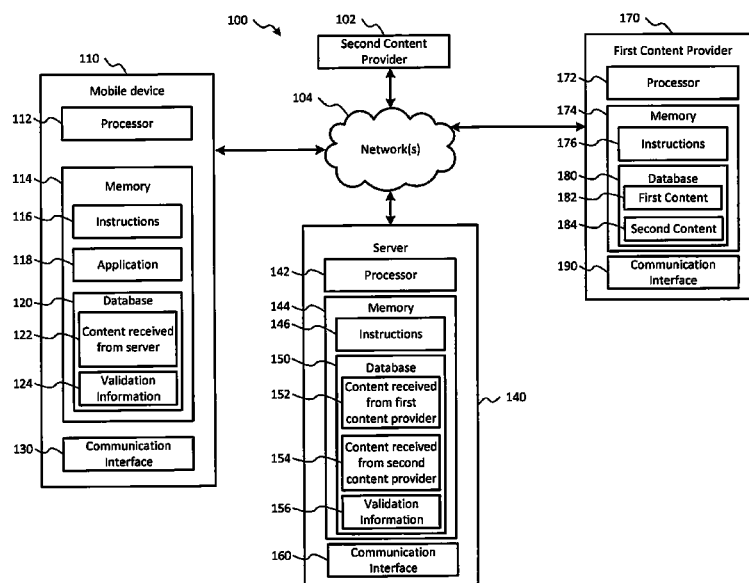 100
102
Second Content
Provider
104
Network(s)
110
Mobile device
112
Processor
114
Memory
116
Instructions
118
Application
120
Database
122
Content received
from server
124
Validation
Information
130
Communication
Interface
140
Server
142
Processor
144
Memory
146
Instructions
150
Database
152
Content received
from first
content provider
154
Content received
from second
content provider
156
Validation
Information
160
Communication
Interface
170
First Content Provider
172
Processor
174
Memory
176
Instructions
180
Database
182
First Content
184
Second Content
190
Communication
Interface